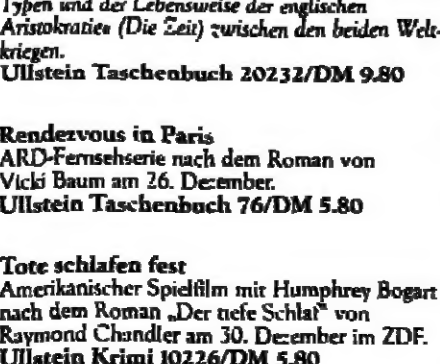 Typen und der Lebensweise der englischen
Aristokratie« (Die Zeit) zwischen den beiden Welt-
kriegen.
Ullstein Taschenbuch 20232/DM 9.80
Rendezvous in Paris
ARD-Fernsehserie nach dem Roman von
Vicki Baum am 26. Dezember.
Ullstein Taschenbuch 76/DM 5.80
Tote schlafen fest
Amerikanischer Spielfilm mit Humphrey Bogart
nach dem Roman „Der tiefe Schlaf" von
Raymond Chandler am 30. Dezember im ZDF.
Ullstein Krimi 10226/DM 5.80